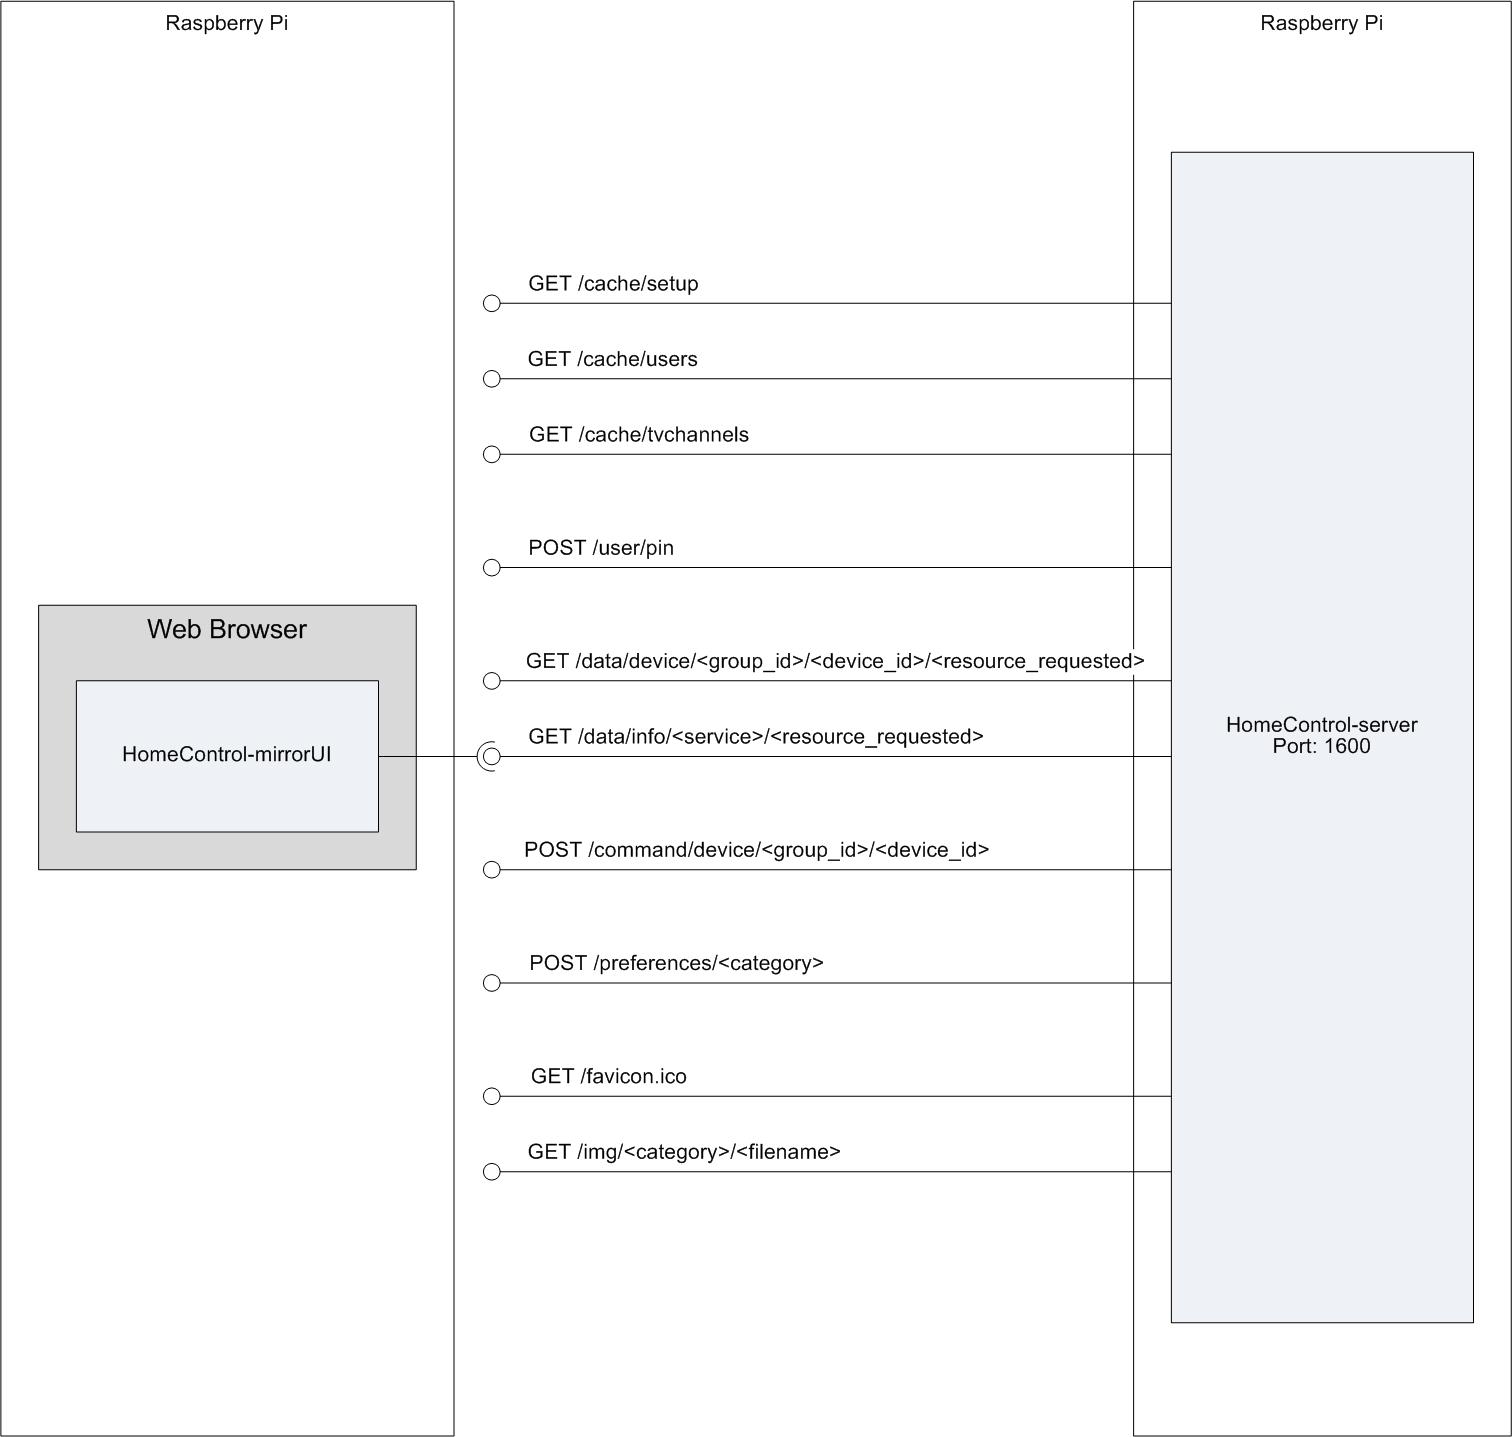 Raspberry Pi
Raspberry Pi
GET /cache/setup
GET /cache/users
GET /cache/tvchannels
POST /user/pin
Web Browser
HomeControl-mirrorUI
GET /data/device/<group_id>/<device_id>/<resource_requested>
GET /data/info/<service>/<resource_requested>
POST /command/device/<group_id>/<device_id>
POST /preferences/<category>
GET /favicon.ico
GET /img/<category>/<filename>
HomeControl-server
Port: 1600